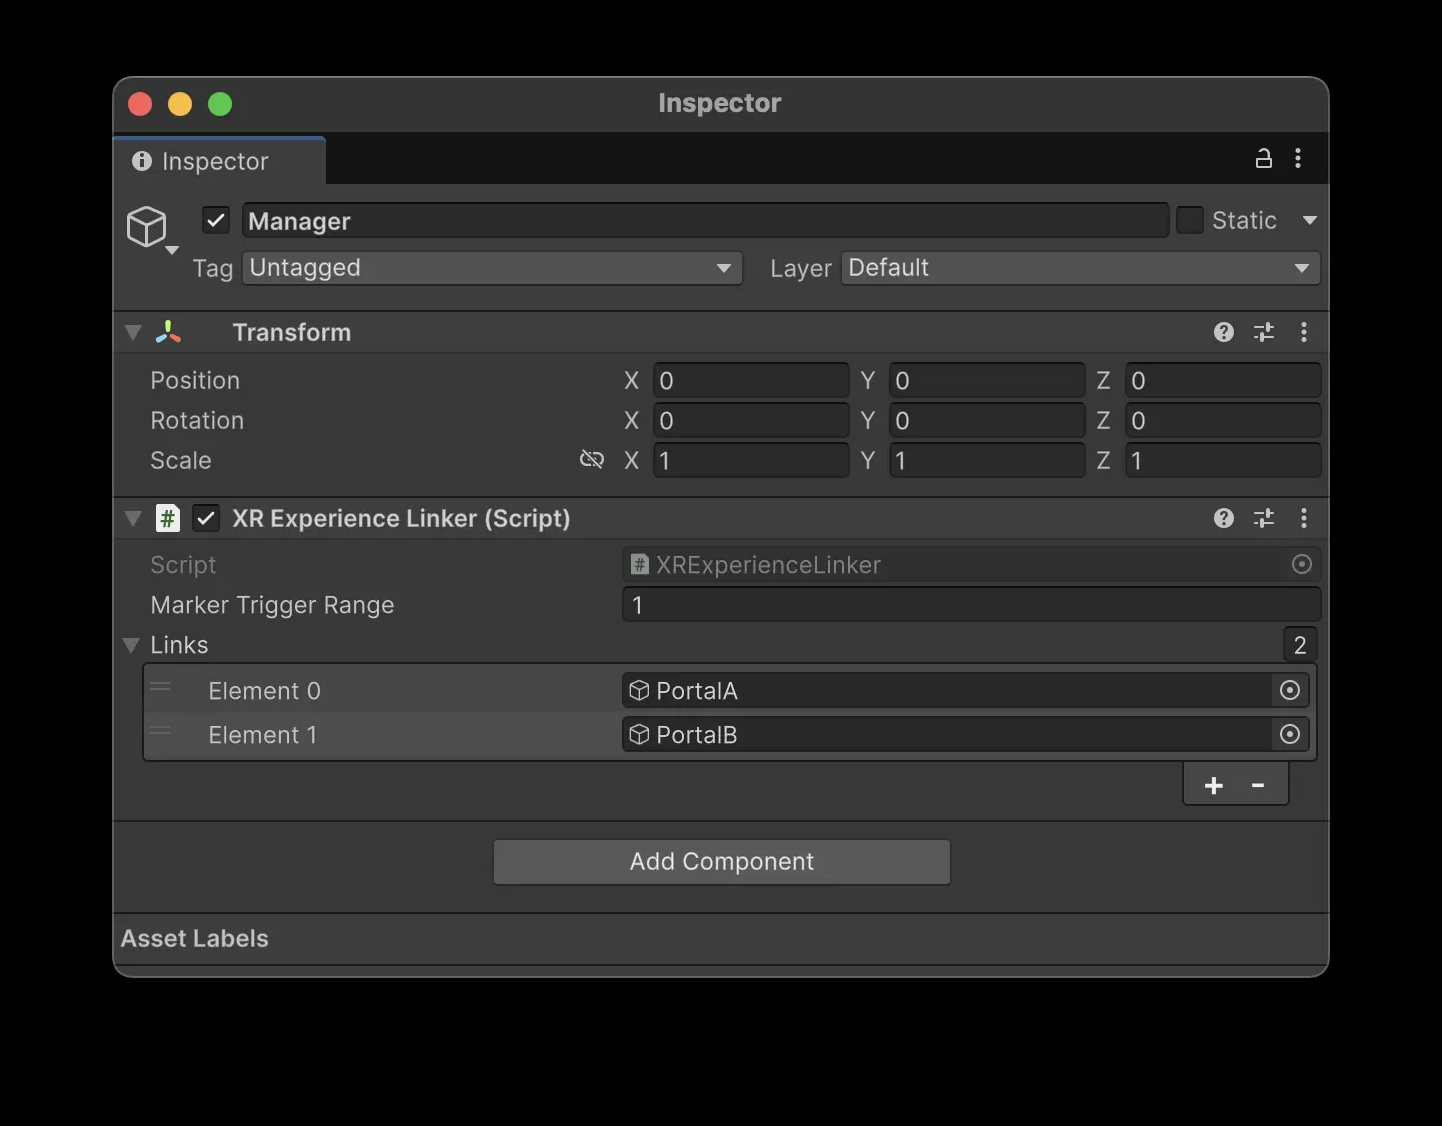 Inspector
Inspector
Manager Static
Tag Untagged Layer Default
Transform
Position X 0 Y 0 Z 0
Rotation X 0 Y 0 Z 0
Scale X 1 Y 1 Z 1
# XR Experience Linker (Script)
Script # XRExperienceLinker
Marker Trigger Range 1
Links 2
Element 0 PortalA
Element 1 PortalB
+ -
Add Component
Asset Labels